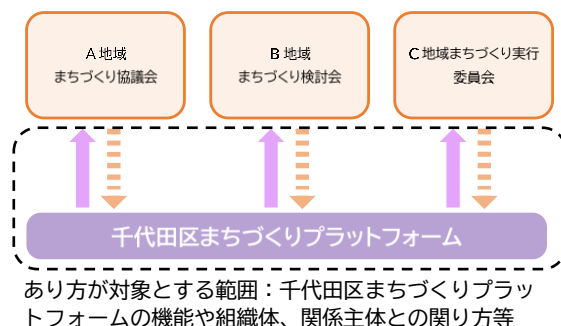 A地域
まちづくり協議会
B地域
まちづくり検討会
C地域まちづくり実行
委員会
千代田区まちづくりプラットフォーム
あり方が対象とする範囲：千代田区まちづくりプラッ
トフォームの機能や組織体、関係主体との関り方等